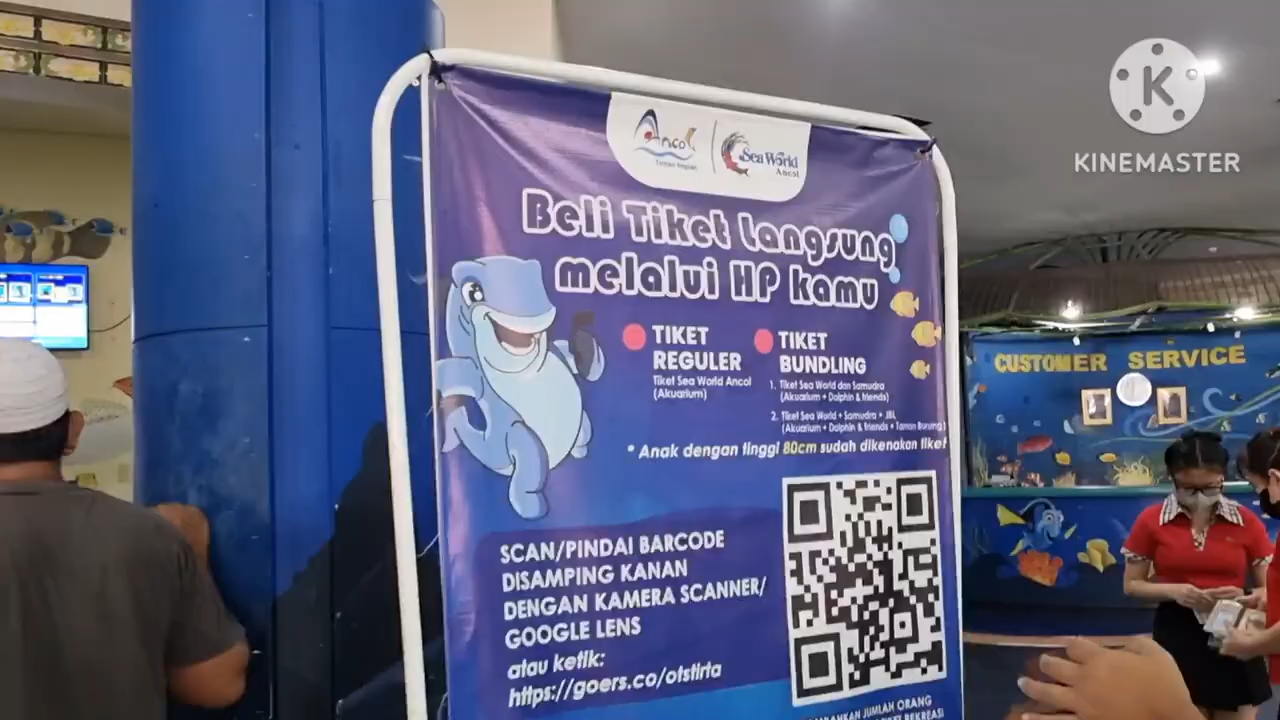 KINEMASTER
Ancol
Taman Impian
Sea World
Ancol
Beli Tiket Langsung
melalui HP kamu
TIKET
REGULER
Tiket Sea World Ancol
(Akuarium)
TIKET
BUNDLING
1. Tiket Sea World dan Samudra
(Akuarium + Dolphin & friends)
2. Tiket Sea World + Samudra + JBL
(Akuarium + Dolphin & friends + Taman Burung)
* Anak dengan tinggi 80cm sudah dikenakan tiket
CUSTOMER SERVICE
SCAN/PINDAI BARCODE
DISAMPING KANAN
DENGAN KAMERA SCANNER/
GOOGLE LENS
atau ketik:
https://goers.co/otstirta
JUMLAH ORANG
REKREASI